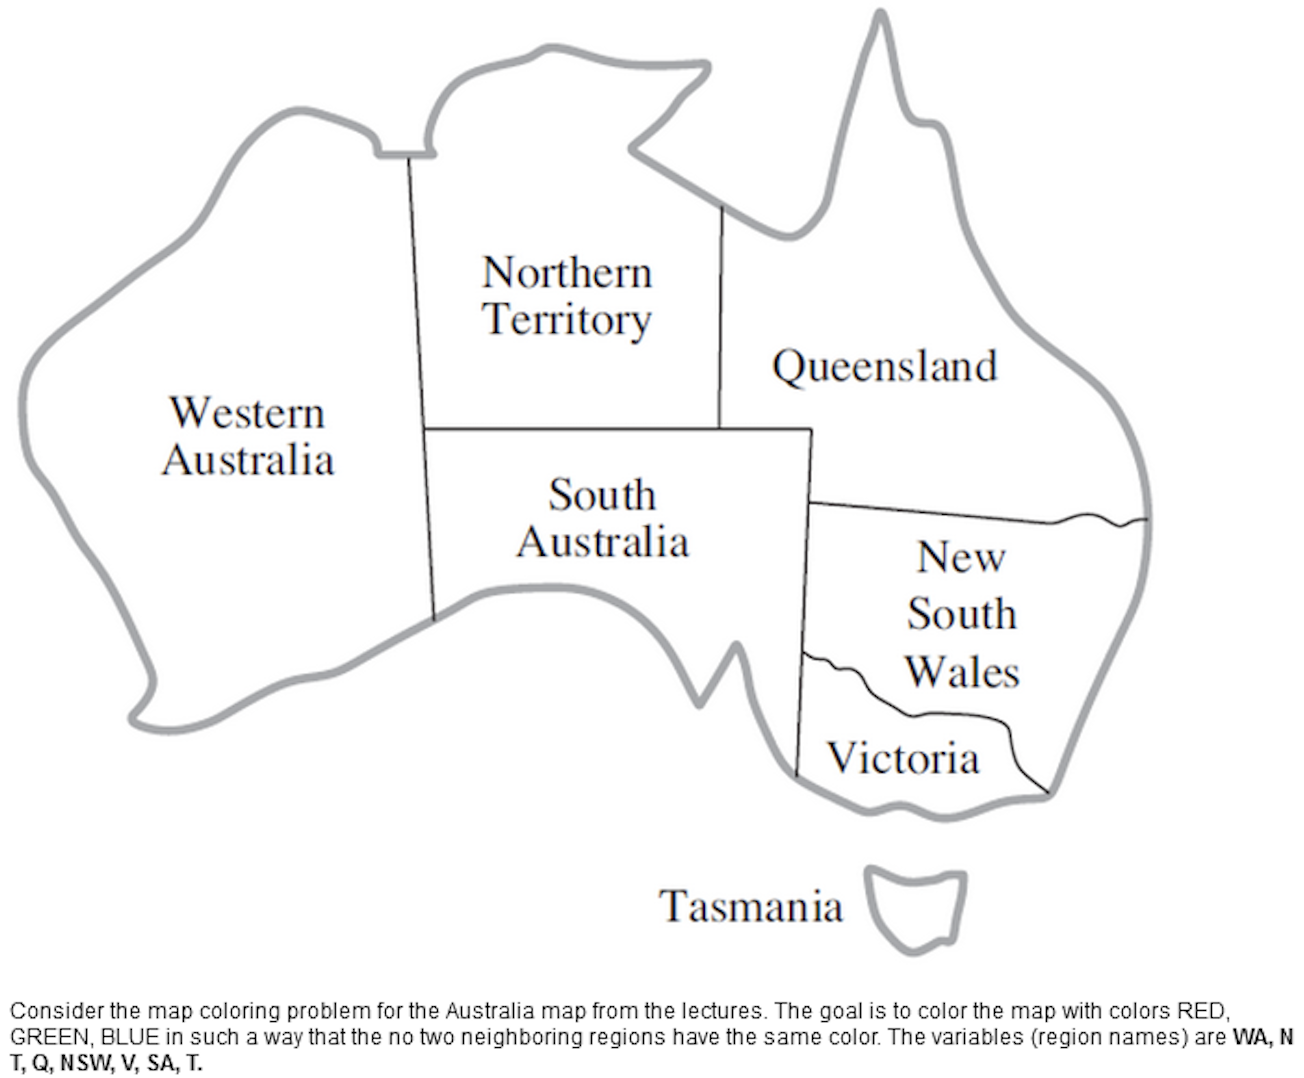 Northern
Territory
Queensland
Western
Australia
South
Australia
New
South
Wales
Victoria
Tasmania
Consider the map coloring problem for the Australia map from the lectures. The goal is to color the map with colors RED,
GREEN, BLUE in such a way that the no two neighboring regions have the same color. The variables (region names) are WA, N
T, Q, NSW, V, SA, T.